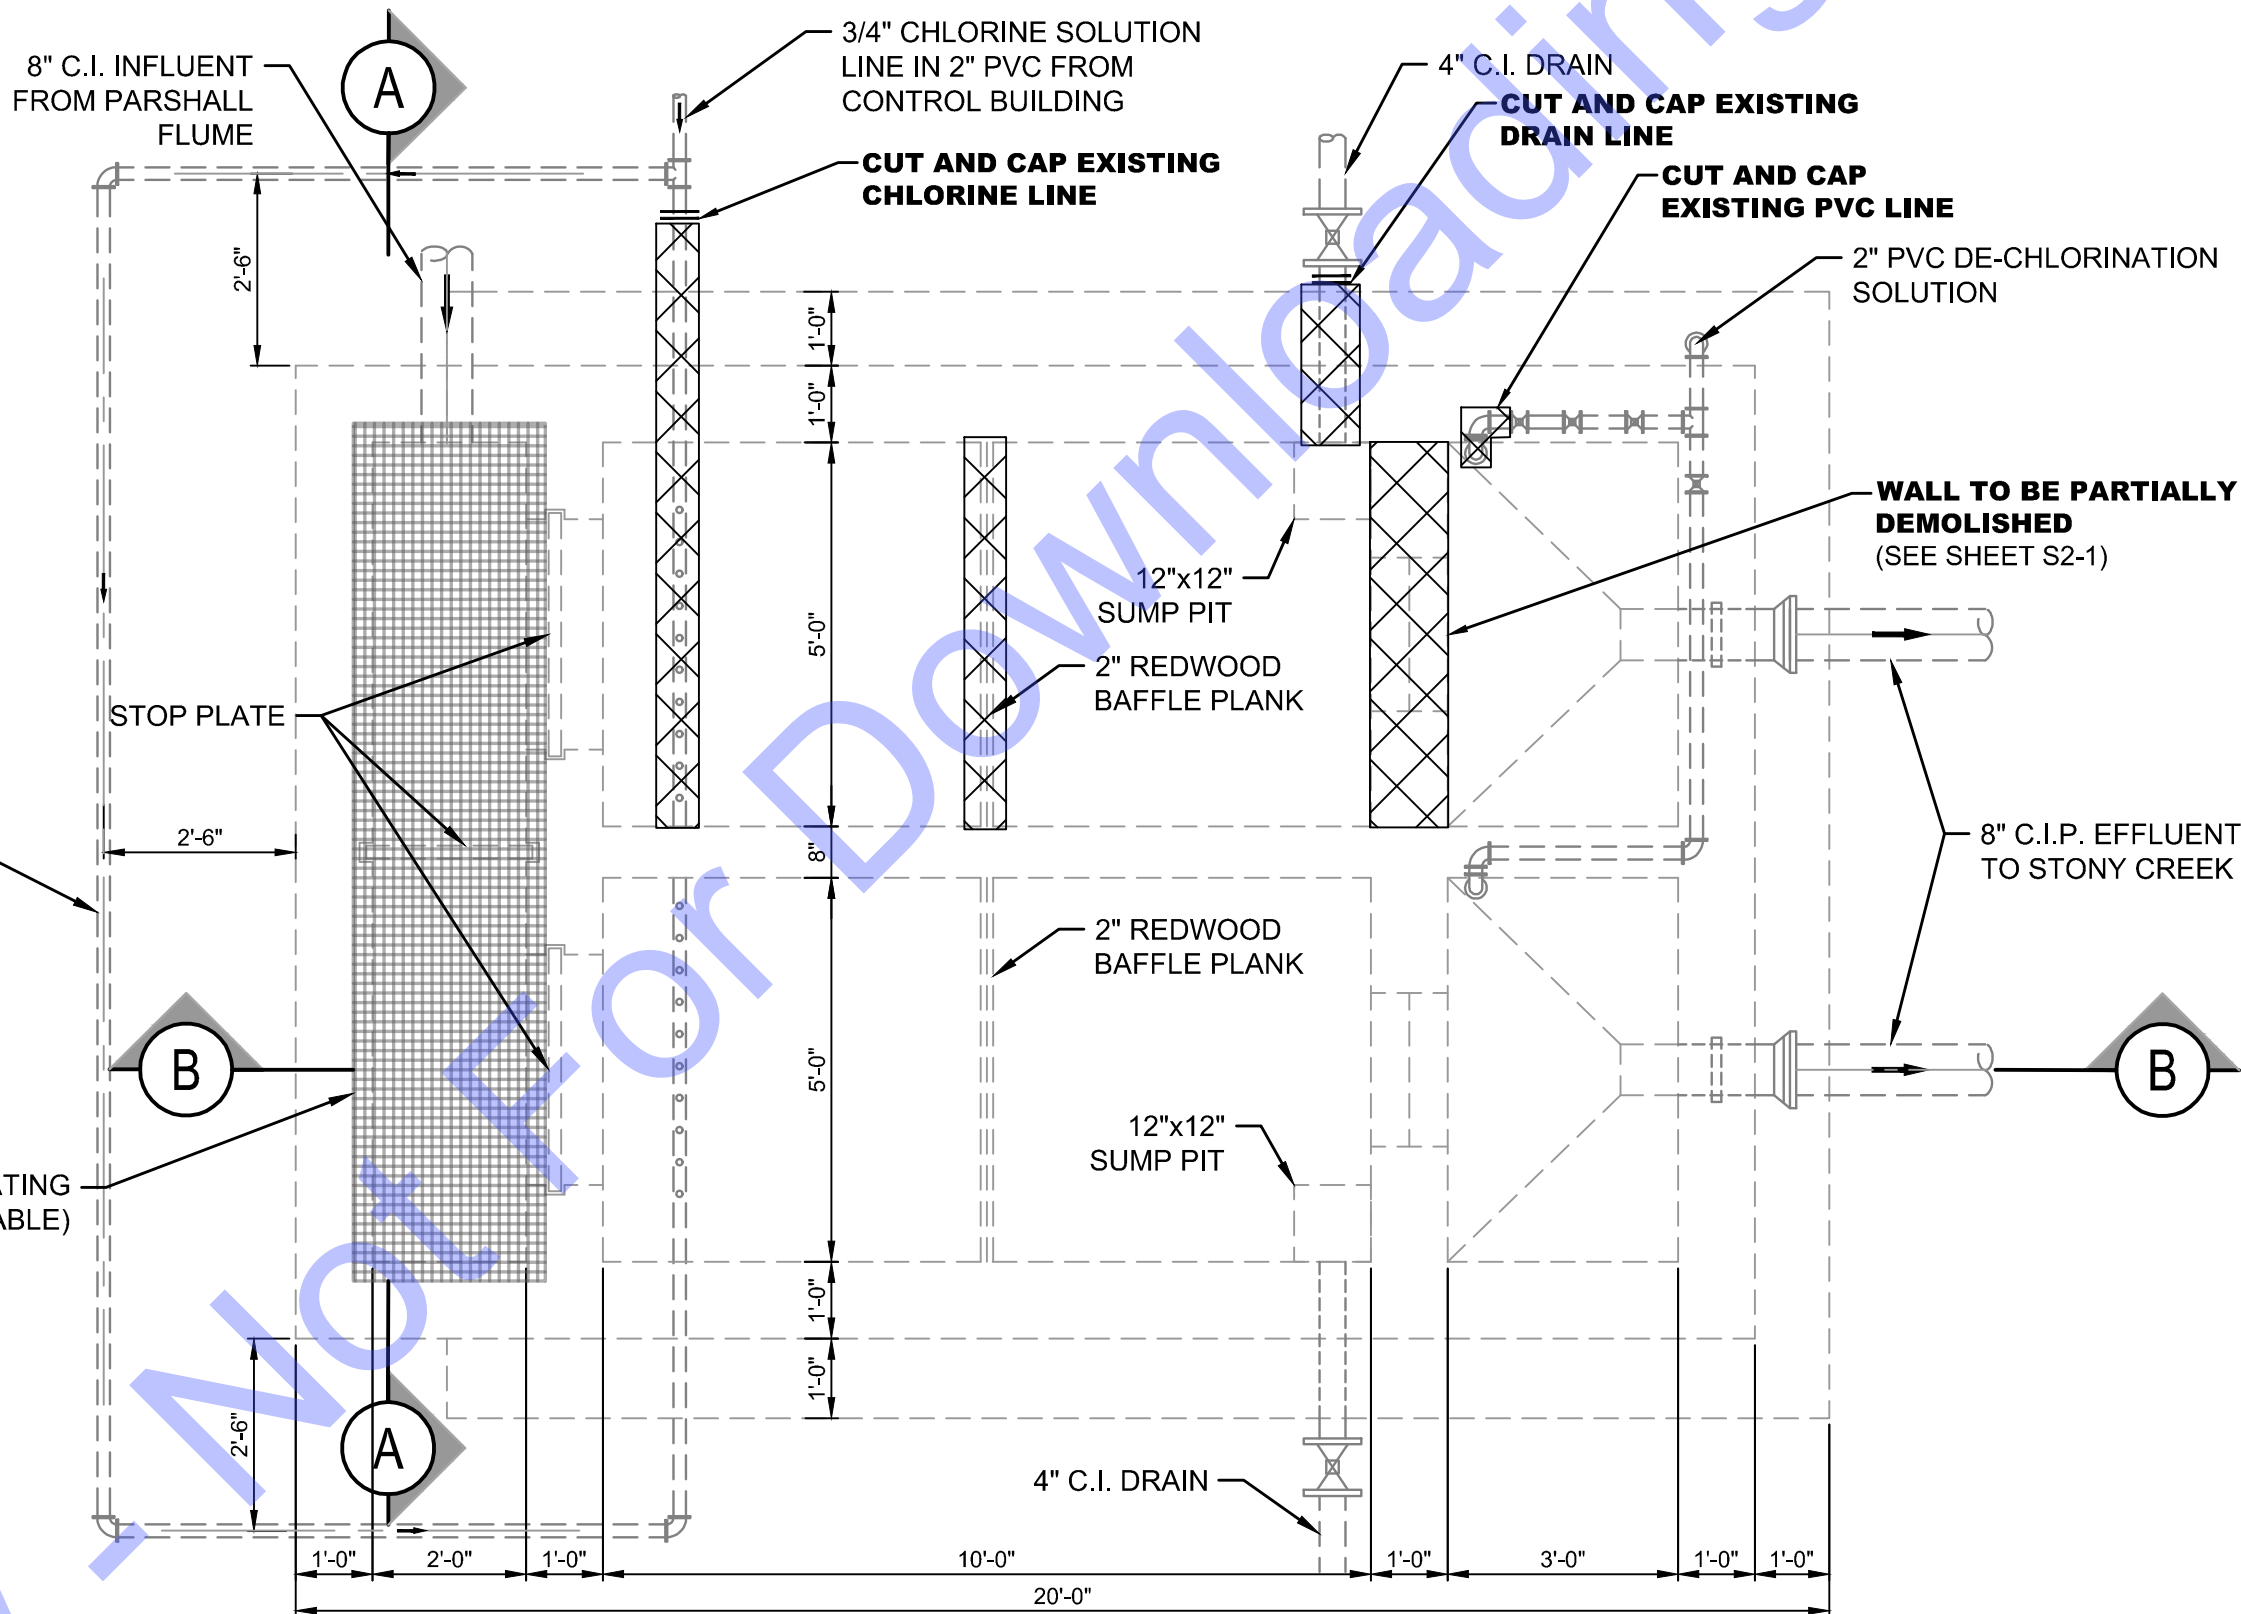 8" C.I. INFLUENT
FROM PARSHALL
FLUME
A
3/4" CHLORINE SOLUTION
LINE IN 2" PVC FROM
CONTROL BUILDING
CUT AND CAP EXISTING
CHLORINE LINE
4" C.I. DRAIN
CUT AND CAP EXISTING
DRAIN LINE
CUT AND CAP
EXISTING PVC LINE
2" PVC DE-CHLORINATION
SOLUTION
2'-6"
1'-0"
1'-0"
WALL TO BE PARTIALLY
DEMOLISHED
(SEE SHEET S2-1)
12"x12"
SUMP PIT
5'-0"
2" REDWOOD
BAFFLE PLANK
STOP PLATE
2'-6"
8"
8" C.I.P. EFFLUENT
TO STONY CREEK
2" REDWOOD
BAFFLE PLANK
B
5'-0"
B
12"x12"
SUMP PIT
ATING
ABLE)
1'-0"
1'-0"
2'-6"
A
4" C.I. DRAIN
1'-0"
2'-0"
1'-0"
10'-0"
1'-0"
3'-0"
1'-0"
1'-0"
20'-0"
- Not For Downloading